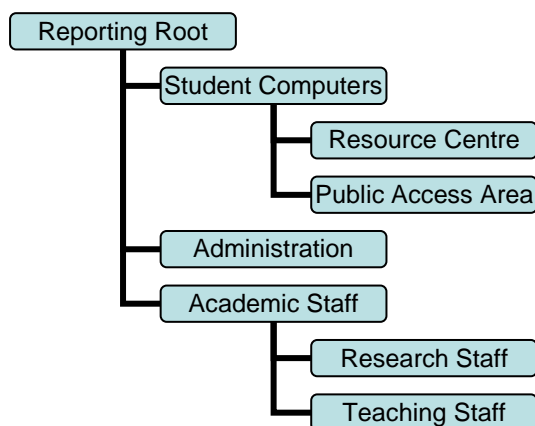 Reporting Root
Student Computers
Resource Centre
Public Access Area
Administration
Academic Staff
Research Staff
Teaching Staff